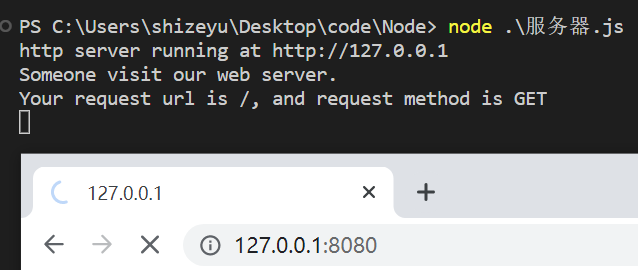 PS C:\Users\shizeyu\Desktop\code\Node> node .\服务器.js
http server running at http://127.0.0.1
Someone visit our web server.
Your request url is /, and request method is GET
127.0.0.1
127.0.0.1:8080